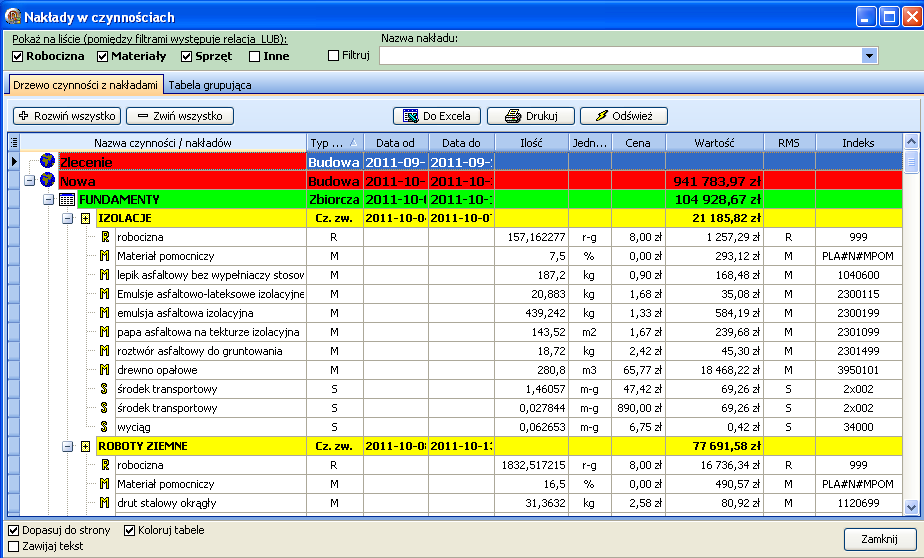 Nakłady w czynnościach
Pokaż na liście (pomiędzy filtrami występuje relacja LUB):
Nazwa nakładu:
Robocizna Materiały Sprzęt Inne Filtruj
Drzewo czynności z nakładami Tabela grupująca
Rozwiń wszystko Zwiń wszystko Do Excela Drukuj Odśwież
Nazwa czynności / nakładów Typ ... Data od Data do Ilość Jedn... Cena Wartość RMS Indeks
Zlecenie Budowa 2011-09- 2011-09-
Nowa Budowa 2011-10- 2011-10- 941 783,97 zł
FUNDAMENTY Zbiorcza 2011-10- 2011-10- 104 928,67 zł
IZOLACJE Cz. zw. 2011-10-0 2011-10-0 21 185,82 zł
R robocizna R 157,162277 r-g 8,00 zł 1 257,29 zł R 999
M Materiał pomocniczy M 7,5 % 0,00 zł 293,12 zł M PLA#N#MPOM
M lepik asfaltowy bez wypełniaczy stosow M 187,2 kg 0,90 zł 168,48 zł M 1040600
M Emulsje asfaltowo-lateksowe izolacyjne M 20,883 kg 1,68 zł 35,08 zł M 2300115
M emulsja asfaltowa izolacyjna M 439,242 kg 1,33 zł 584,19 zł M 2300199
M papa asfaltowa na tekturze izolacyjna M 143,52 m2 1,67 zł 239,68 zł M 2301099
M roztwór asfaltowy do gruntowania M 18,72 kg 2,42 zł 45,30 zł M 2301499
M drewno opałowe M 280,8 m3 65,77 zł 18 468,22 zł M 3950101
S środek transportowy S 1,46057 m-g 47,42 zł 69,26 zł S 2x002
S środek transportowy S 0,027844 m-g 890,00 zł 69,26 zł S 2x002
S wyciąg S 0,062653 m-g 6,75 zł 0,42 zł S 34000
ROBOTY ZIEMNE Cz. zw. 2011-10-0 2011-10-1 77 691,58 zł
R robocizna R 1832,517215 r-g 8,00 zł 16 736,34 zł R 999
M Materiał pomocniczy M 16,5 % 0,00 zł 490,57 zł M PLA#N#MPOM
M drut stalowy okrągły M 31,3632 kg 2,58 zł 80,92 zł M 1120699
Dopasuj do strony Koloruj tabele
Zawijaj tekst
Zamknij